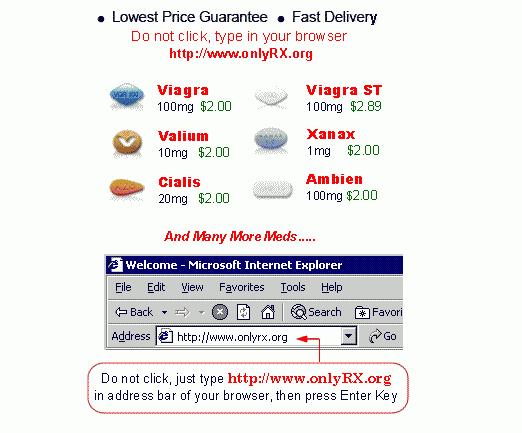 • Lowest Price Guarantee • Fast Delivery
Do not click, type in your browser
http://www.onlyRX.org
Viagra Viagra ST
100mg $2.00 100mg $2.89
Valium Xanax
10mg $2.00 1mg $2.00
Cialis Ambien
20mg $2.00 100mg $2.00
And Many More Meds.....
Welcome - Microsoft Internet Explorer
File Edit View Favorites Tools Help
Back Search Favori
Address http://www.onlyrx.org Go
Do not click, just type http://www.onlyRX.org
in address bar of your browser, then press Enter Key